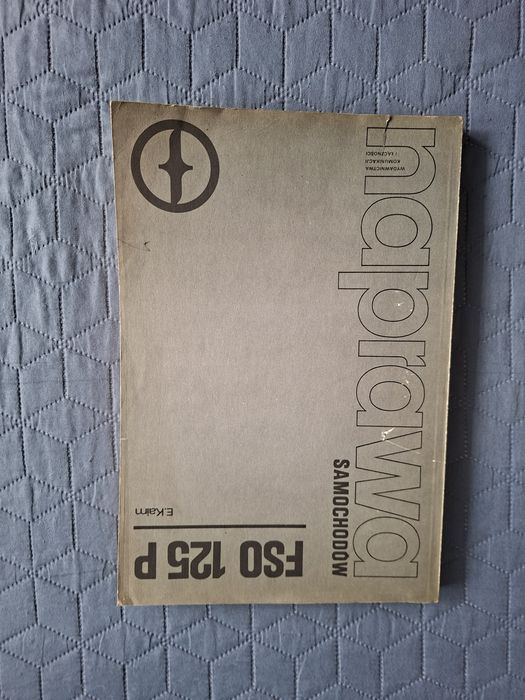 naprawa
SAMOCHODÓW
FSO 125 P
E.Kaim
WYDAWNICTWA
KOMUNIKACJI
I ŁĄCZNOŚCI